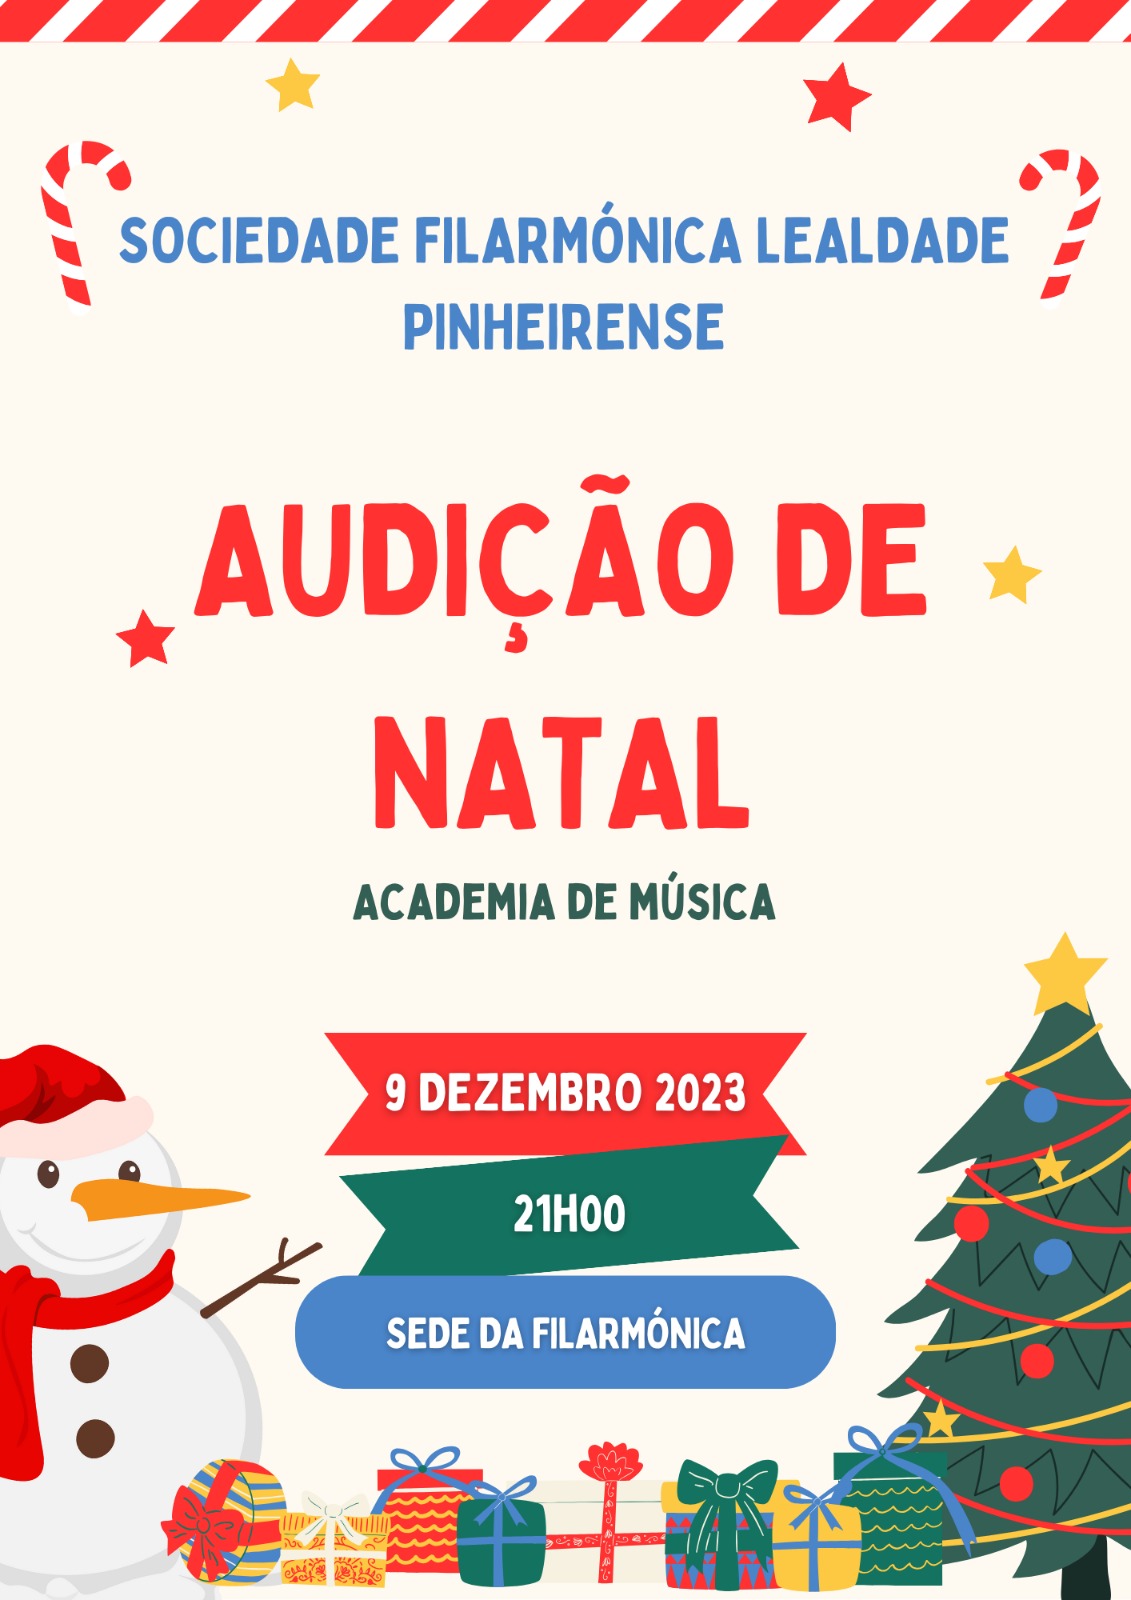 SOCIEDADE FILARMÓNICA LEALDADE
PINHEIRENSE
AUDIÇÃO DE
NATAL
ACADEMIA DE MÚSICA
9 DEZEMBRO 2023
21H00
SEDE DA FILARMÓNICA